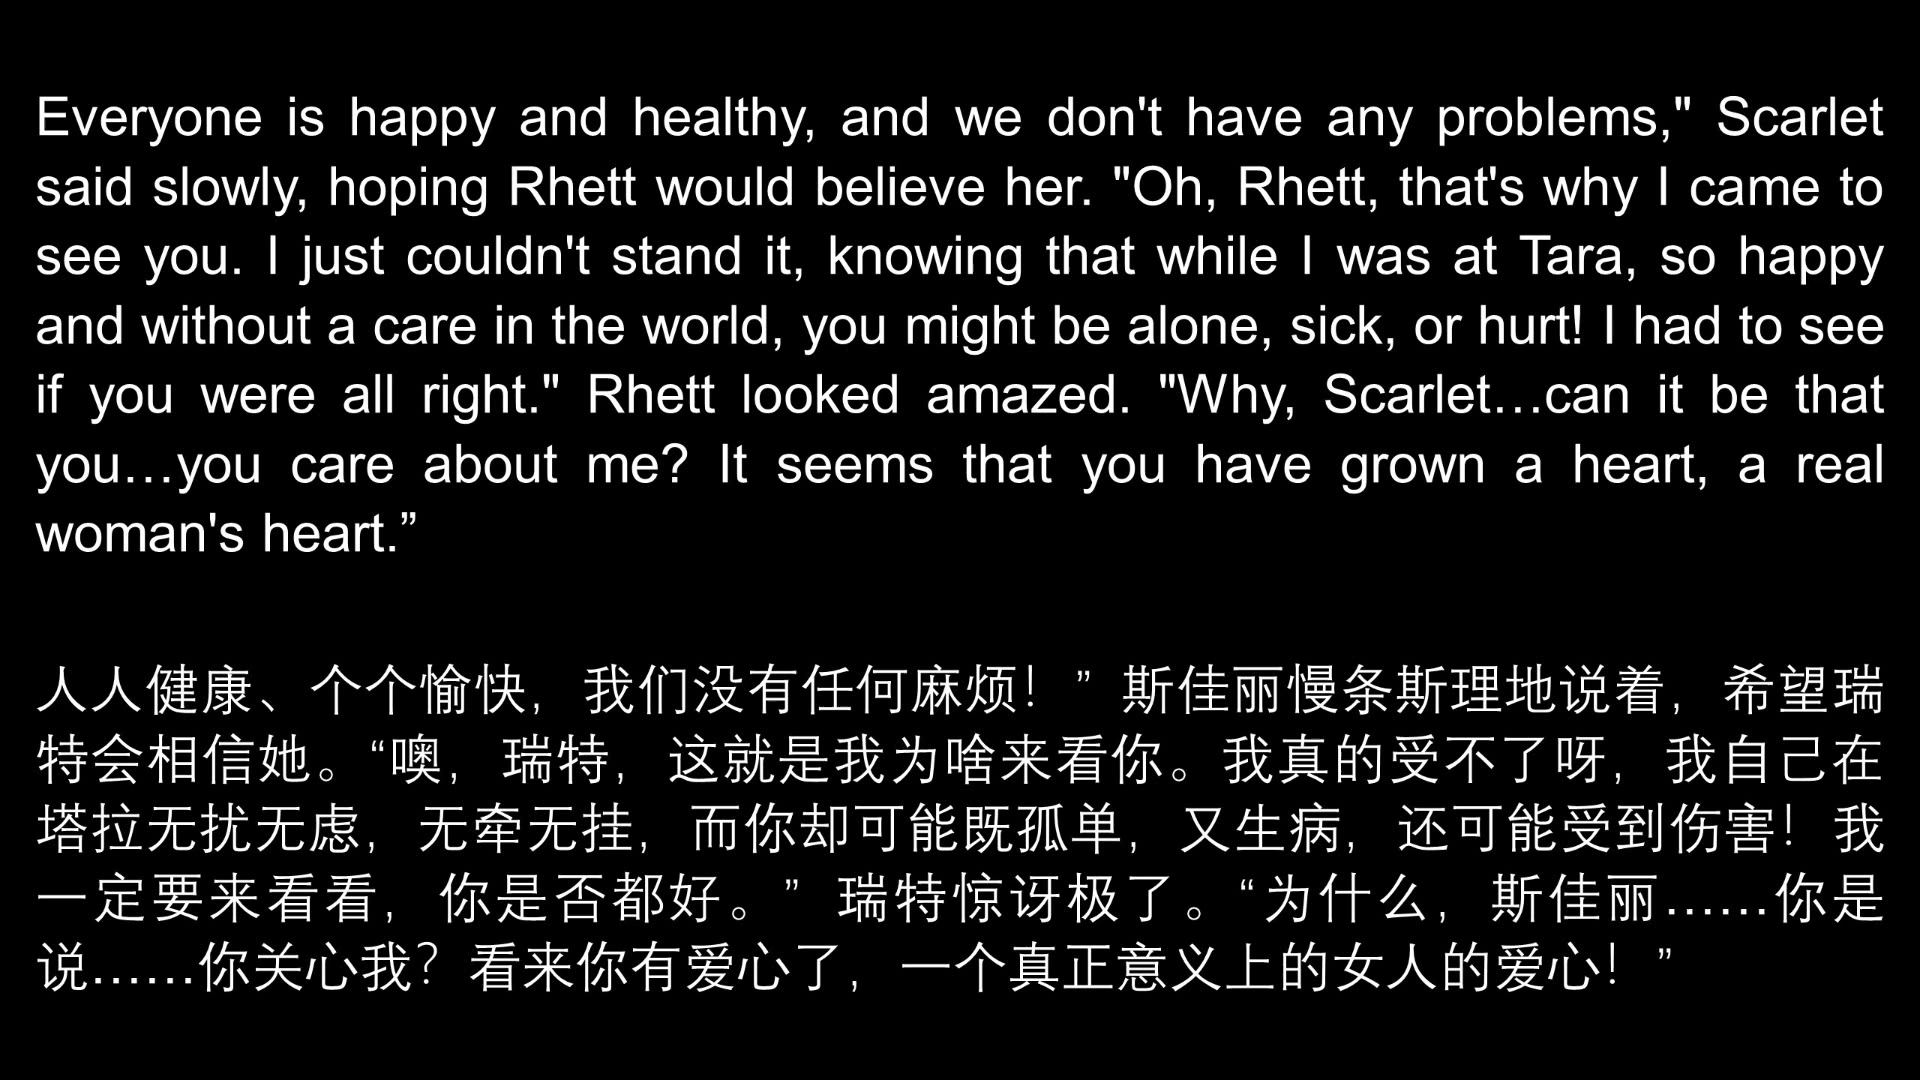 Everyone is happy and healthy, and we don't have any problems," Scarlet
said slowly, hoping Rhett would believe her. "Oh, Rhett, that's why I came to
see you. I just couldn't stand it, knowing that while I was at Tara, so happy
and without a care in the world, you might be alone, sick, or hurt! I had to see
if you were all right." Rhett looked amazed. "Why, Scarlet…can it be that
you…you care about me? It seems that you have grown a heart, a real
woman's heart.”
人人健康、个个愉快，我们没有任何麻烦！” 斯佳丽慢条斯理地说着，希望瑞
特会相信她。“噢，瑞特，这就是我为啥来看你。我真的受不了呀，我自己在
塔拉无扰无虑，无牵无挂，而你却可能既孤单，又生病，还可能受到伤害！我
一定要来看看，你是否都好。” 瑞特惊讶极了。“为什么，斯佳丽……你是
说……你关心我？看来你有爱心了，一个真正意义上的女人的爱心！”